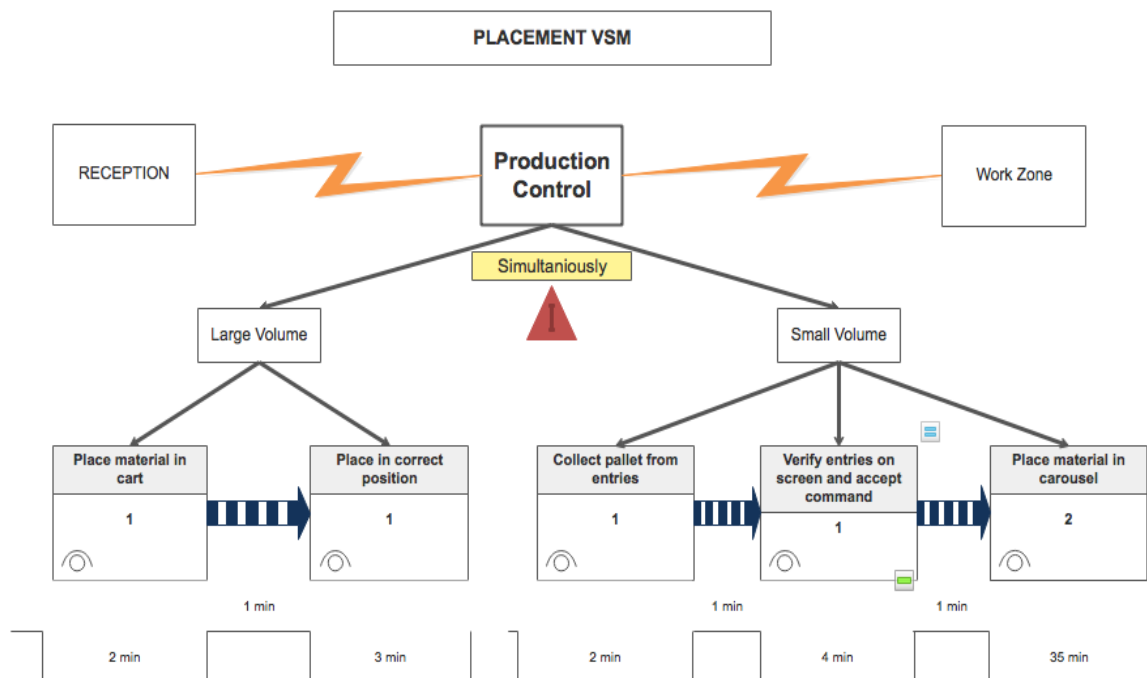 PLACEMENT VSM
RECEPTION
Production
Control
Work Zone
Simultaniously
I
Large Volume
Small Volume
Place material in
cart
1
Place in correct
position
1
Collect pallet from
entries
1
Verify entries on
screen and accept
command
1
Place material in
carousel
2
1 min
1 min
1 min
2 min
3 min
2 min
4 min
35 min